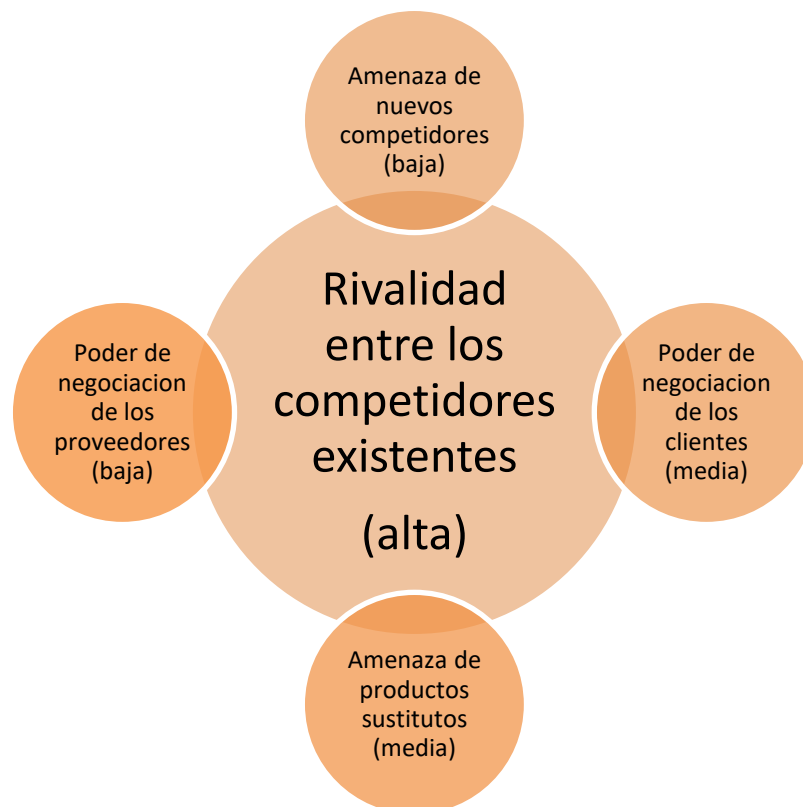 Amenaza de
nuevos
competidores
(baja)
Rivalidad
entre los
competidores
existentes
(alta)
Poder de
negociacion
de los
proveedores
(baja)
Poder de
negociacion
de los
clientes
(media)
Amenaza de
productos
sustitutos
(media)